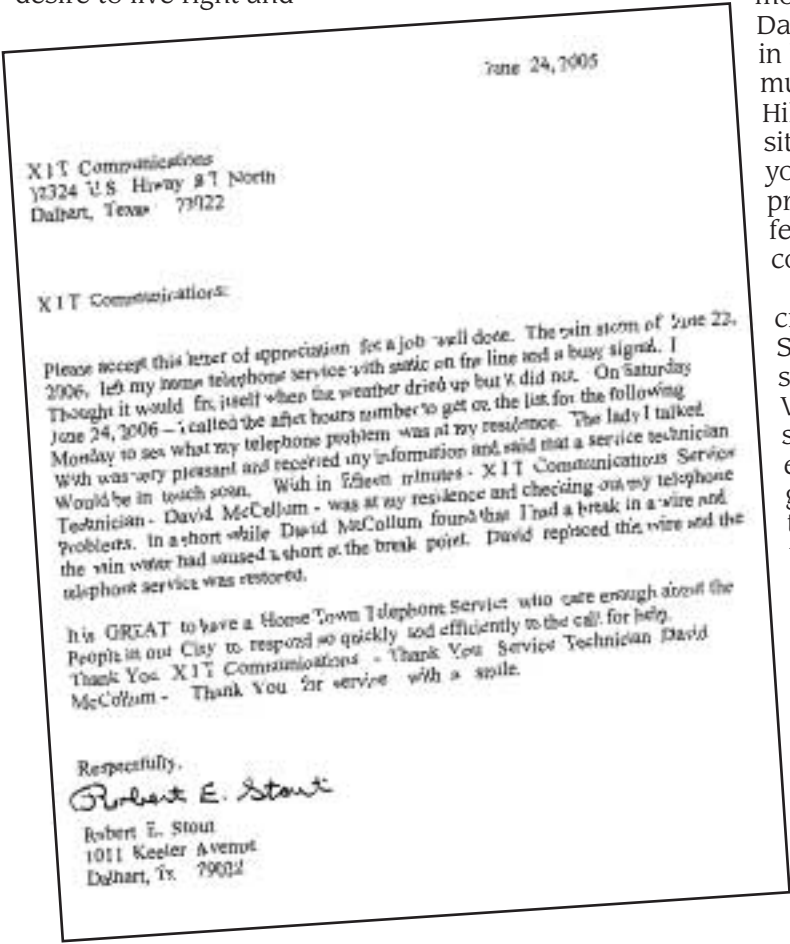 desire to live right and
June 24,
XIT Communications
12324 U.S. Hiway 87 North
Dalhart, Texas 79022
XIT Communications:
Please accept this letter of appreciation for a job well done. The rain storm of June 22,
2006, left my home telephone service with static on the line and a busy signal. I
Thought it would fix itself when the weather dried up but it did not. On Saturday
June 24, 2006 – I called the after hours number to get on the list for the following
Monday to see what my telephone problem was at my residence. The lady I talked
With was very pleasant and received my information and said that a service technician
Would be in touch soon. With in fifteen minutes - XIT Communications Service
Technician - David McCollum - was at my residence and checking out my telephone
Problems. In a short while David McCollum found that I had a break in a wire and
the rain water had caused a short at the break point. David replaced this wire and the
telephone service was restored.
It is GREAT to have a Home Town Telephone Service who care enough about the
People in our City to respond so quickly and efficiently to the call for help.
Thank You XIT Communications - Thank You Service Technician David
McCollum - Thank You for service with a smile.
Respectfully,
Robert E. Stout
Robert E. Stout
1011 Keeler Avenue
Dalhart, Tx 79022
Da
in
mu
sit
yo
pr
fe
co